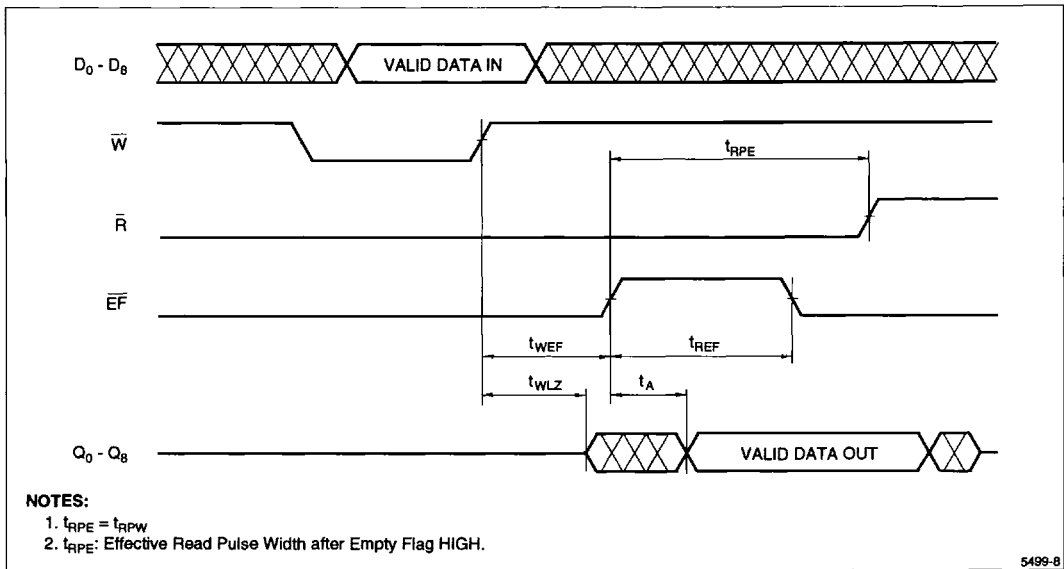 D0 - D8
VALID DATA IN
W̅
tRPE
R̅
E̅F̅
tWEF
tREF
tWLZ
tA
Q0 - Q8
VALID DATA OUT
NOTES:
1. tRPE = tRPW
2. tRPE: Effective Read Pulse Width after Empty Flag HIGH.
5499-8